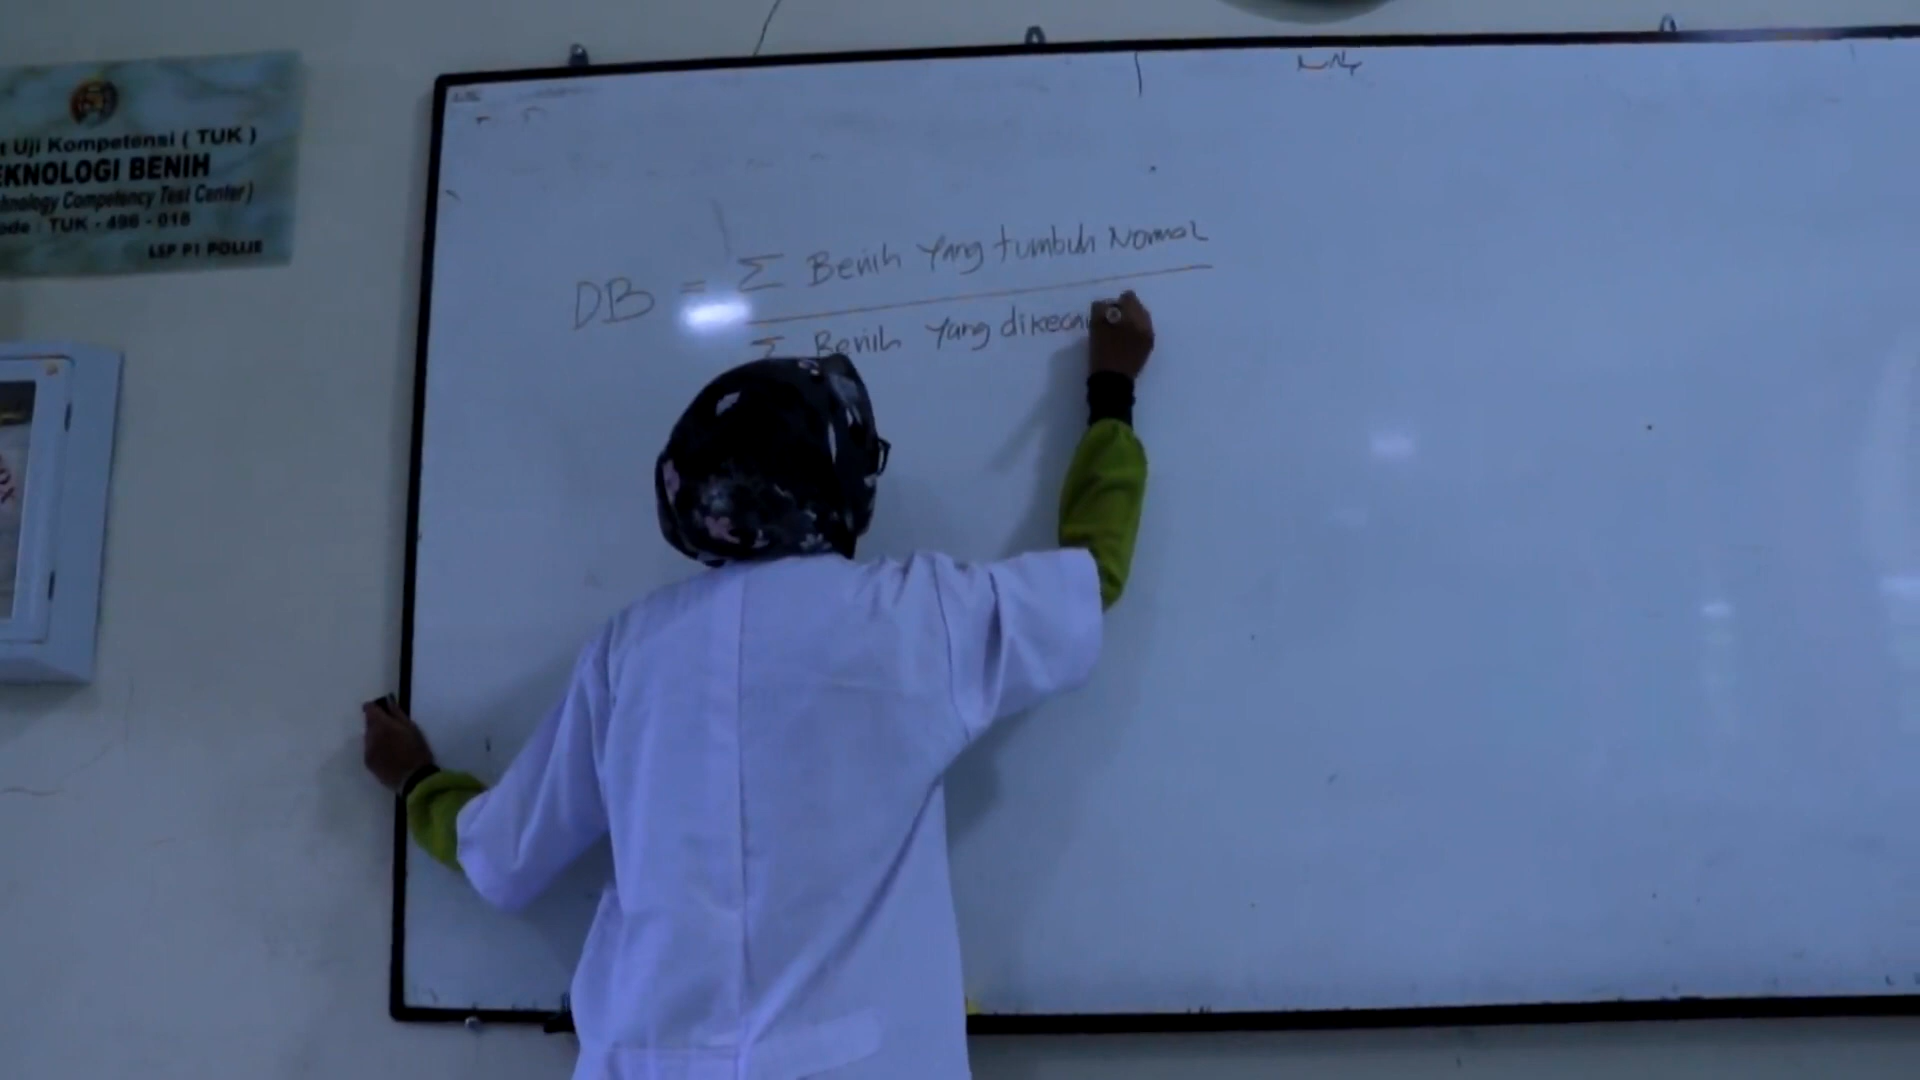 t Uji Kompetensi ( TUK )
EKNOLOGI BENIH
hnology Competency Test Center )
ode : TUK - 496 - 018
LSP P1 POLIJE
DB = Σ Benih Yang tumbuh Normal
Σ Benih Yang dikeca